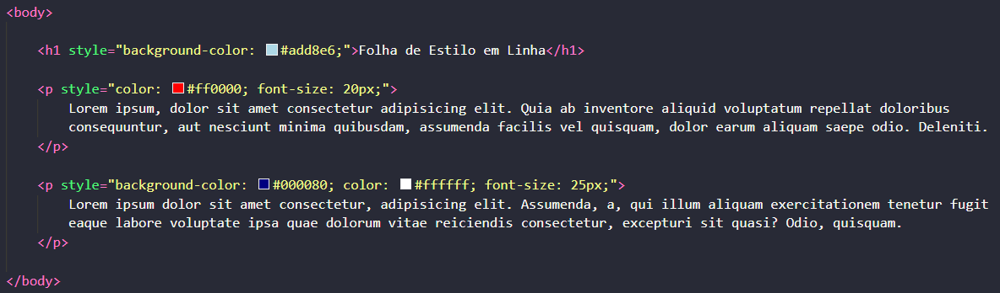 <body>
<h1 style="background-color: #add8e6;">Folha de Estilo em Linha</h1>
<p style="color: #ff0000; font-size: 20px;">
Lorem ipsum, dolor sit amet consectetur adipisicing elit. Quia ab inventore aliquid voluptatum repellat doloribus
consequuntur, aut nesciunt minima quibusdam, assumenda facilis vel quisquam, dolor earum aliquam saepe odio. Deleniti.
</p>
<p style="background-color: #000080; color: #ffffff; font-size: 25px;">
Lorem ipsum dolor sit amet consectetur, adipisicing elit. Assumenda, a, qui illum aliquam exercitationem tenetur fugit
eaque labore voluptate ipsa quae dolorum vitae reiciendis consectetur, excepturi sit quasi? Odio, quisquam.
</p>
</body>